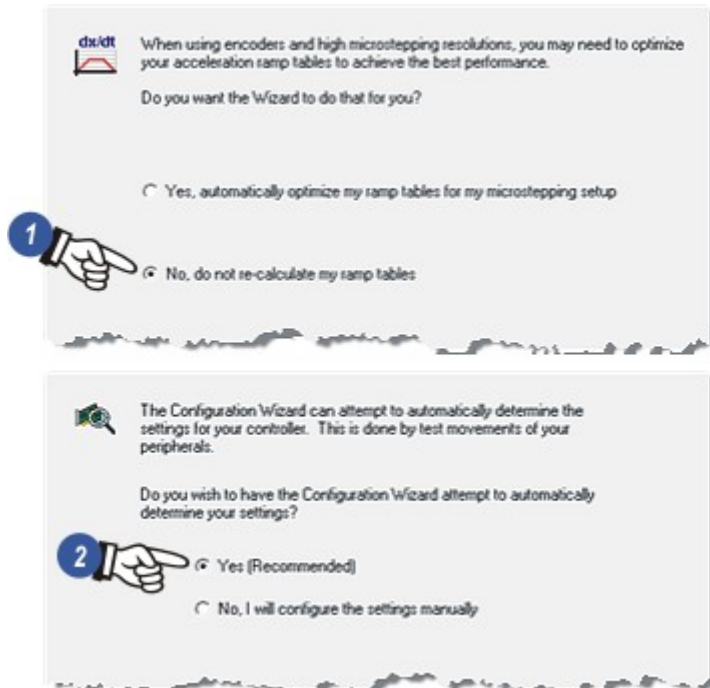 dx/dt
When using encoders and high microstepping resolutions, you may need to optimize
your acceleration ramp tables to achieve the best performance.
Do you want the Wizard to do that for you?
Yes, automatically optimize my ramp tables for my microstepping setup
1
No, do not re-calculate my ramp tables
The Configuration Wizard can attempt to automatically determine the
settings for your controller. This is done by test movements of your
peripherals.
Do you wish to have the Configuration Wizard attempt to automatically
determine your settings?
2
Yes (Recommended)
No, I will configure the settings manually